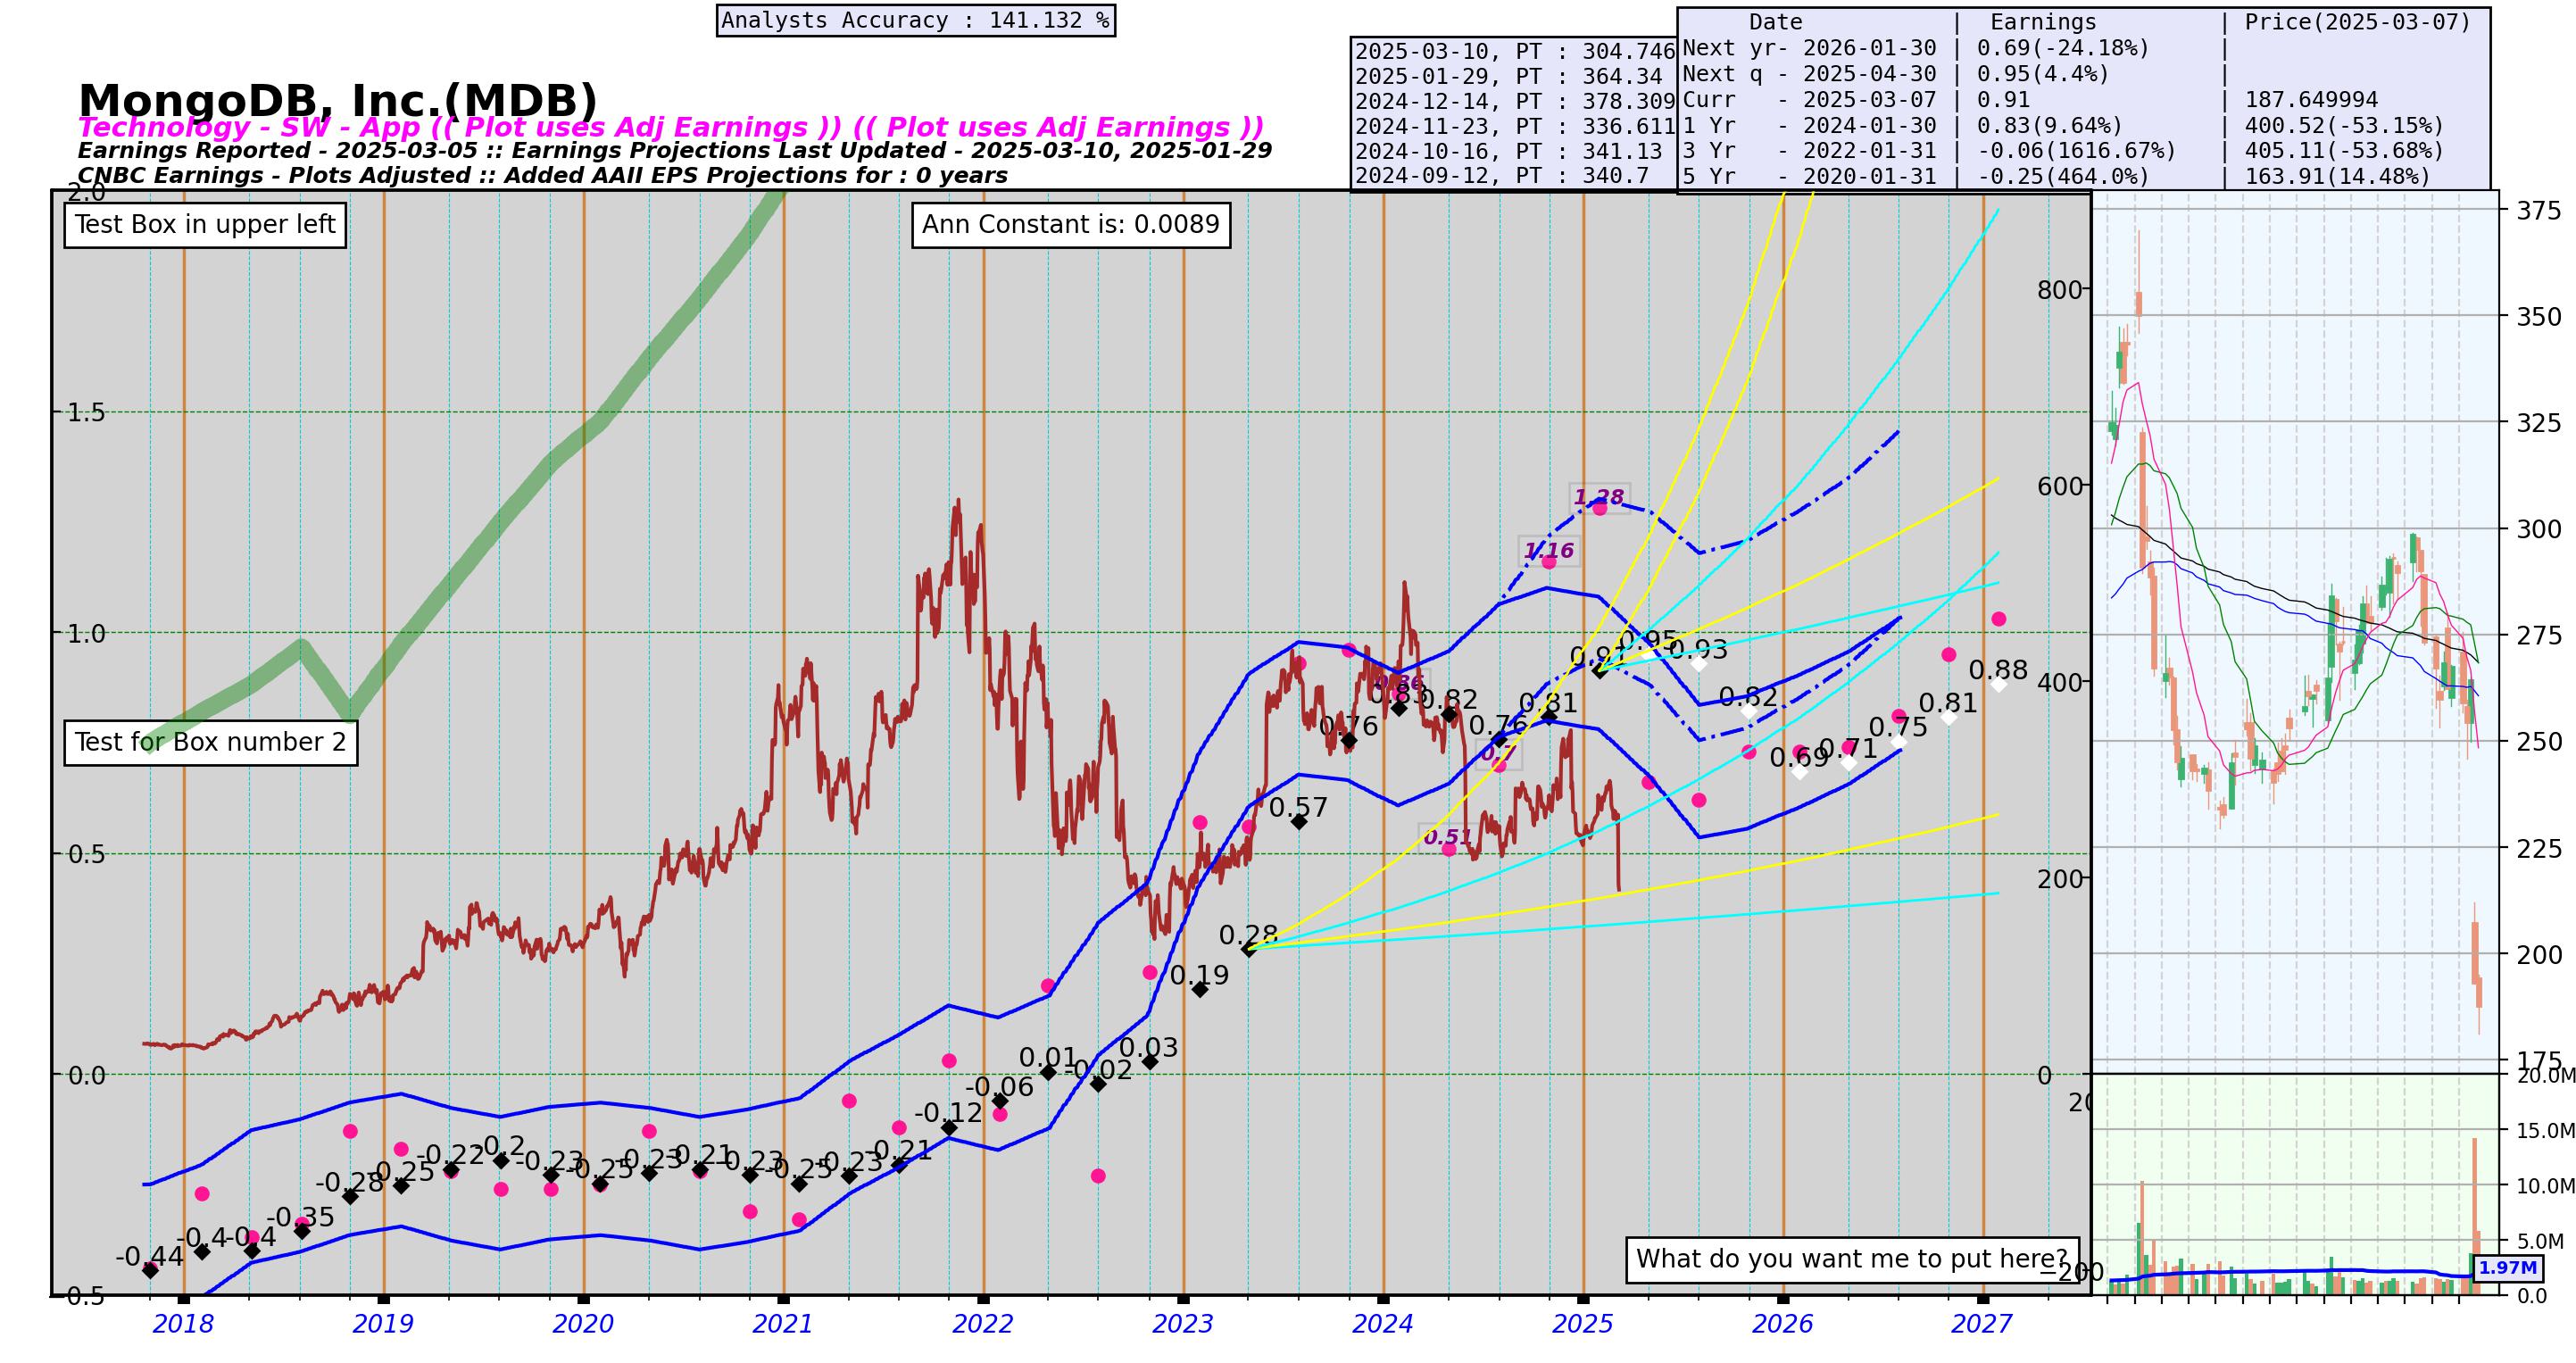 Analysts Accuracy : 141.132 %
Date | Earnings | Price(2025-03-07)
Next yr- 2026-01-30 | 0.69(-24.18%) |
Next q - 2025-04-30 | 0.95(4.4%) |
Curr - 2025-03-07 | 0.91 | 187.649994
1 Yr - 2024-01-30 | 0.83(9.64%) | 400.52(-53.15%)
3 Yr - 2022-01-31 | -0.06(1616.67%) | 405.11(-53.68%)
5 Yr - 2020-01-31 | -0.25(464.0%) | 163.91(14.48%)
2025-03-10, PT : 304.746
2025-01-29, PT : 364.34
2024-12-14, PT : 378.309
2024-11-23, PT : 336.611
2024-10-16, PT : 341.13
2024-09-12, PT : 340.7
MongoDB, Inc.(MDB)
Technology - SW - App (( Plot uses Adj Earnings )) (( Plot uses Adj Earnings ))
Earnings Reported - 2025-03-05 :: Earnings Projections Last Updated - 2025-03-10, 2025-01-29
CNBC Earnings - Plots Adjusted :: Added AAII EPS Projections for : 0 years
Test Box in upper left
Ann Constant is: 0.0089
Test for Box number 2
What do you want me to put here?
2.0
1.5
1.0
0.5
0.0
-0.5
-0.44
-0.4
-0.4
-0.35
-0.28
-0.25
-0.22
-0.2
-0.23
-0.25
-0.23
-0.21
-0.23
-0.25
-0.23
-0.21
-0.12
-0.06
0.01
-0.02
0.03
0.19
0.28
0.57
0.76
0.86
0.83
0.82
0.51
0.76
0.7
0.81
1.16
1.28
0.91
0.95
0.93
0.82
0.69
0.71
0.75
0.81
0.88
800
600
400
200
0
−200
20
375
350
325
300
275
250
225
200
175
20.0M
15.0M
10.0M
5.0M
1.97M
0.0
2018 2019 2020 2021 2022 2023 2024 2025 2026 2027